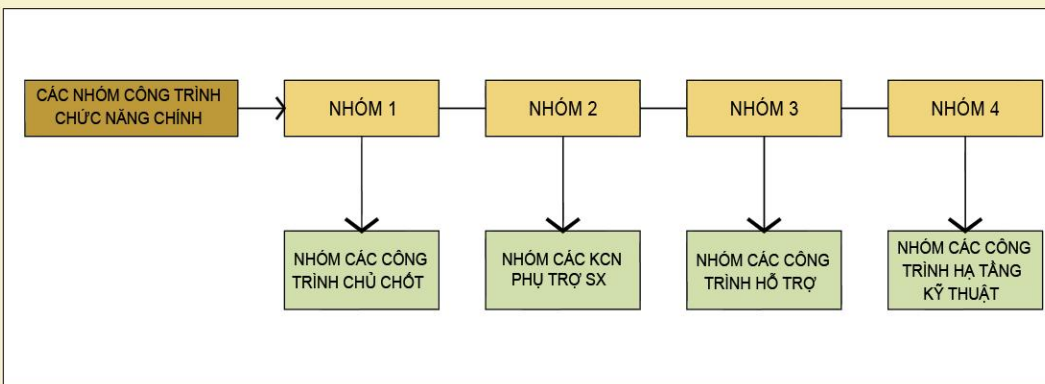 CÁC NHÓM CÔNG TRÌNH
CHỨC NĂNG CHÍNH
NHÓM 1
NHÓM 2
NHÓM 3
NHÓM 4
NHÓM CÁC CÔNG
TRÌNH CHỦ CHỐT
NHÓM CÁC KCN
PHỤ TRỢ SX
NHÓM CÁC CÔNG
TRÌNH HỖ TRỢ
NHÓM CÁC CÔNG
TRÌNH HẠ TẦNG
KỸ THUẬT